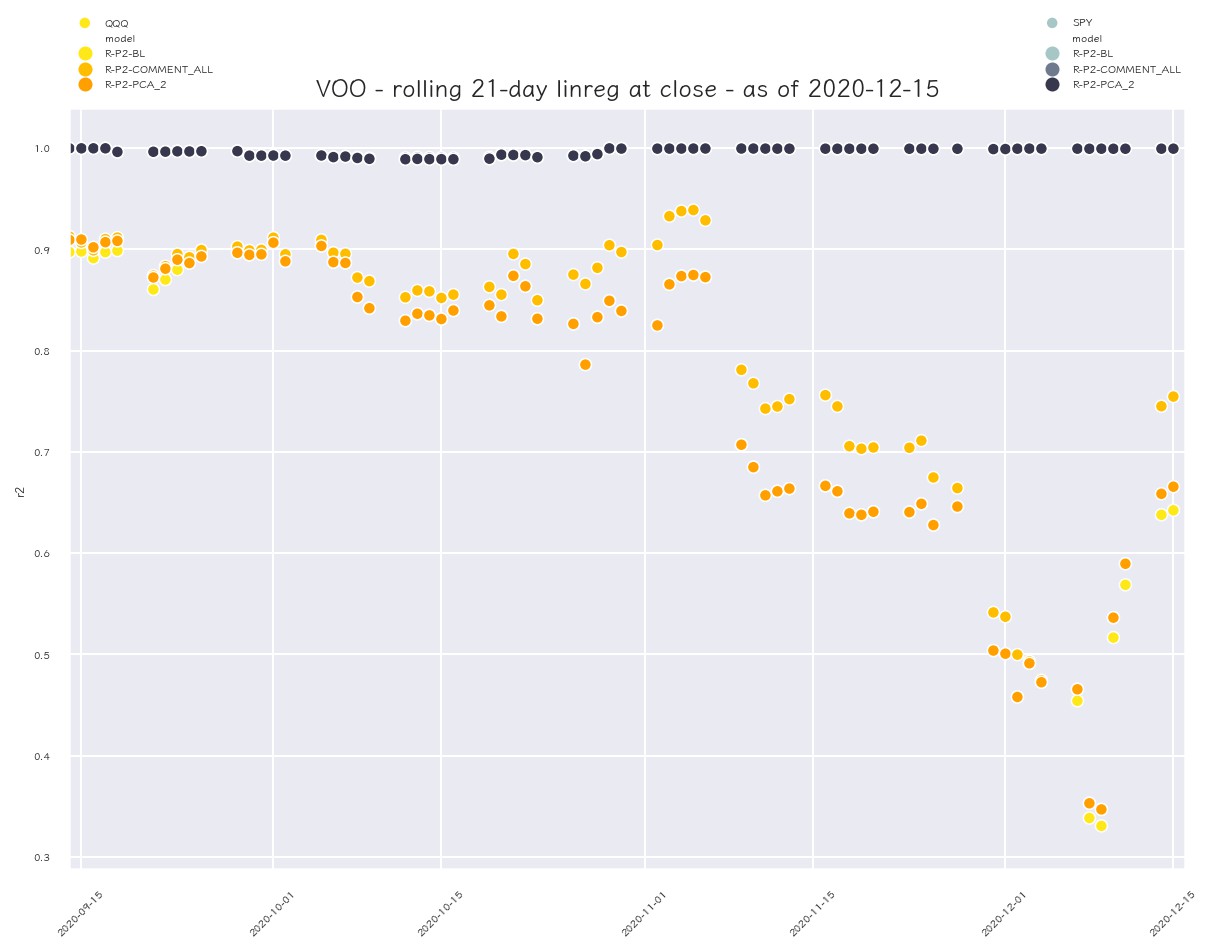 QQQ
model
R-P2-BL
R-P2-COMMENT_ALL
R-P2-PCA_2
SPY
model
R-P2-BL
R-P2-COMMENT_ALL
R-P2-PCA_2
VOO - rolling 21-day linreg at close - as of 2020-12-15
1.0
0.9
0.8
0.7
0.6
0.5
0.4
0.3
r2
2020-09-15
2020-10-01
2020-10-15
2020-11-01
2020-11-15
2020-12-01
2020-12-15